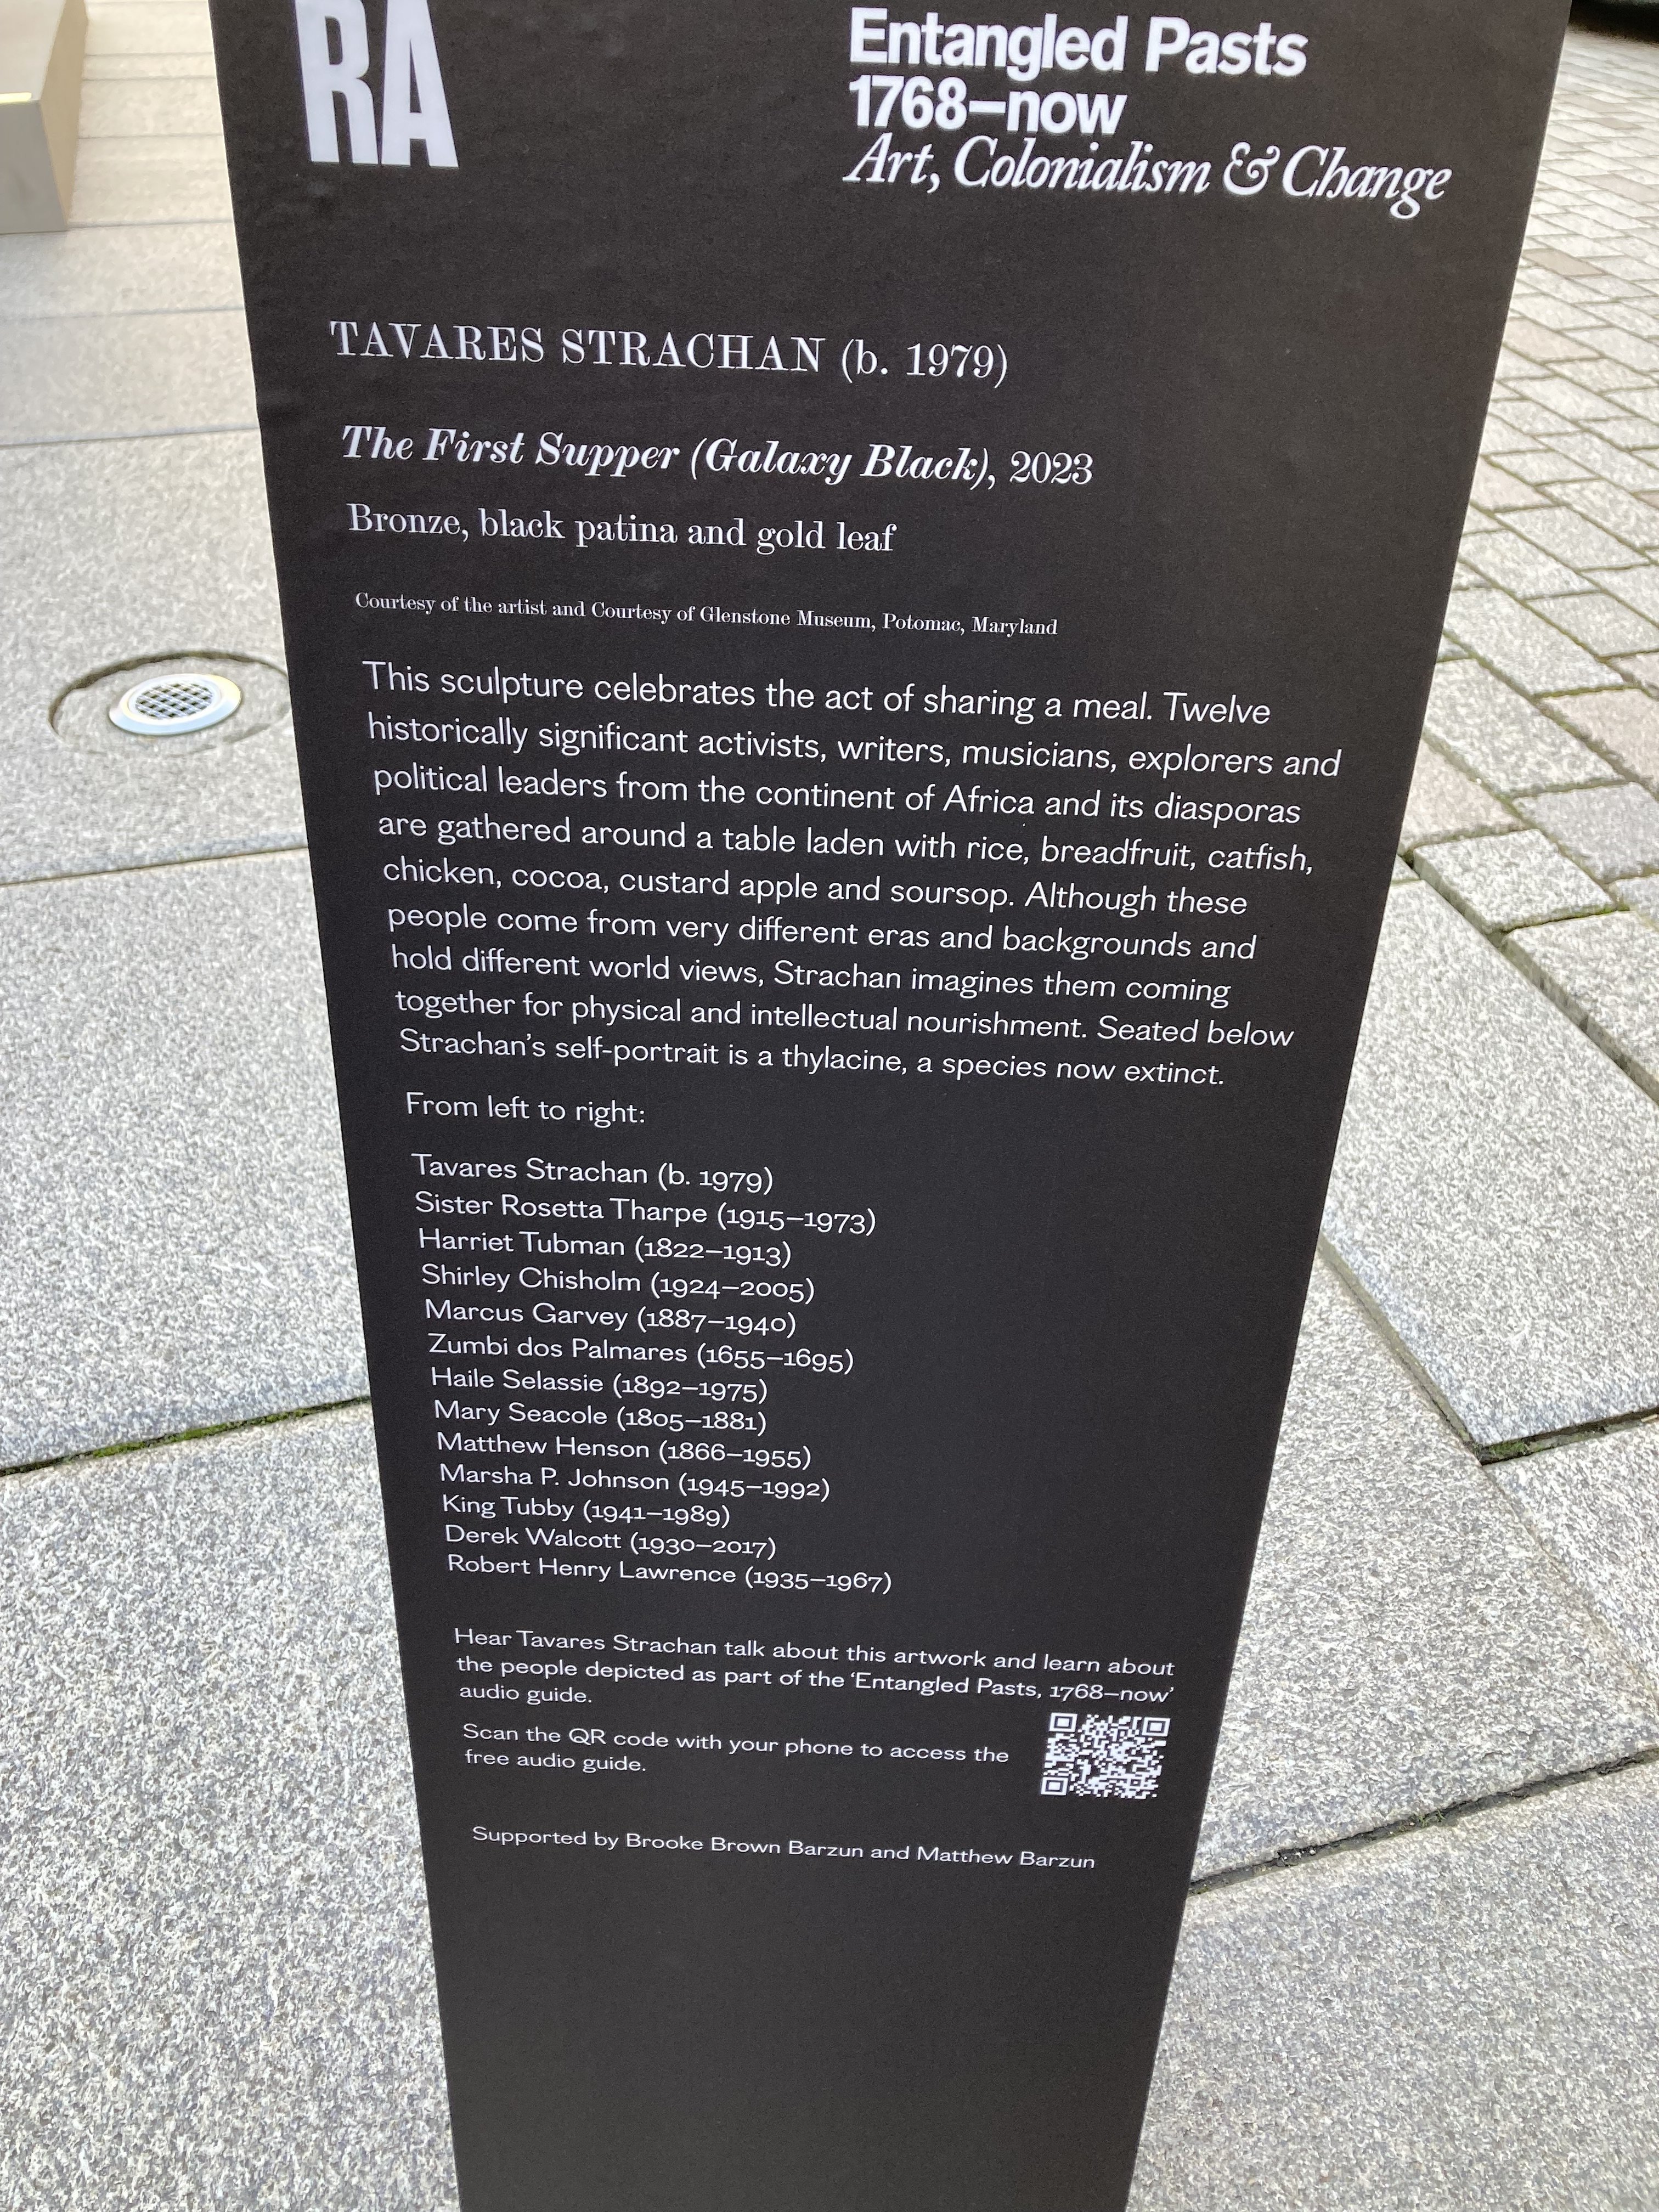 RA
Entangled Pasts
1768–now
Art, Colonialism & Change
TAVARES STRACHAN (b. 1979)
The First Supper (Galaxy Black), 2023
Bronze, black patina and gold leaf
Courtesy of the artist and Courtesy of Glenstone Museum, Potomac, Maryland
This sculpture celebrates the act of sharing a meal. Twelve
historically significant activists, writers, musicians, explorers and
political leaders from the continent of Africa and its diasporas
are gathered around a table laden with rice, breadfruit, catfish,
chicken, cocoa, custard apple and soursop. Although these
people come from very different eras and backgrounds and
hold different world views, Strachan imagines them coming
together for physical and intellectual nourishment. Seated below
Strachan’s self-portrait is a thylacine, a species now extinct.
From left to right:
Tavares Strachan (b. 1979)
Sister Rosetta Tharpe (1915–1973)
Harriet Tubman (1822–1913)
Shirley Chisholm (1924–2005)
Marcus Garvey (1887–1940)
Zumbi dos Palmares (1655–1695)
Haile Selassie (1892–1975)
Mary Seacole (1805–1881)
Matthew Henson (1866–1955)
Marsha P. Johnson (1945–1992)
King Tubby (1941–1989)
Derek Walcott (1930–2017)
Robert Henry Lawrence (1935–1967)
Hear Tavares Strachan talk about this artwork and learn about
the people depicted as part of the ‘Entangled Pasts, 1768–now’
audio guide.
Scan the QR code with your phone to access the
free audio guide.
Supported by Brooke Brown Barzun and Matthew Barzun